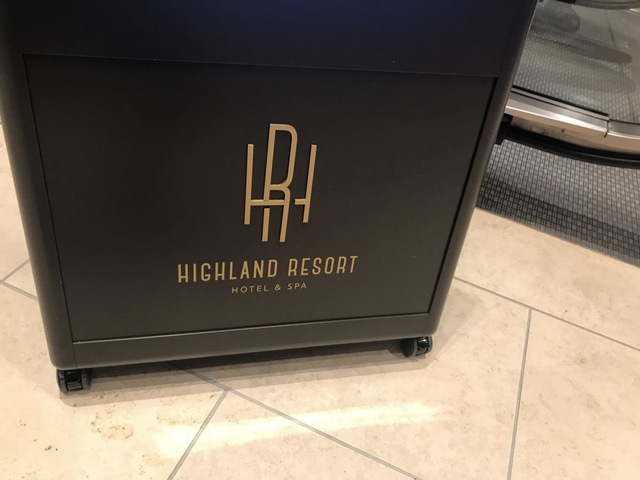 HR
HIGHLAND RESORT
HOTEL & SPA